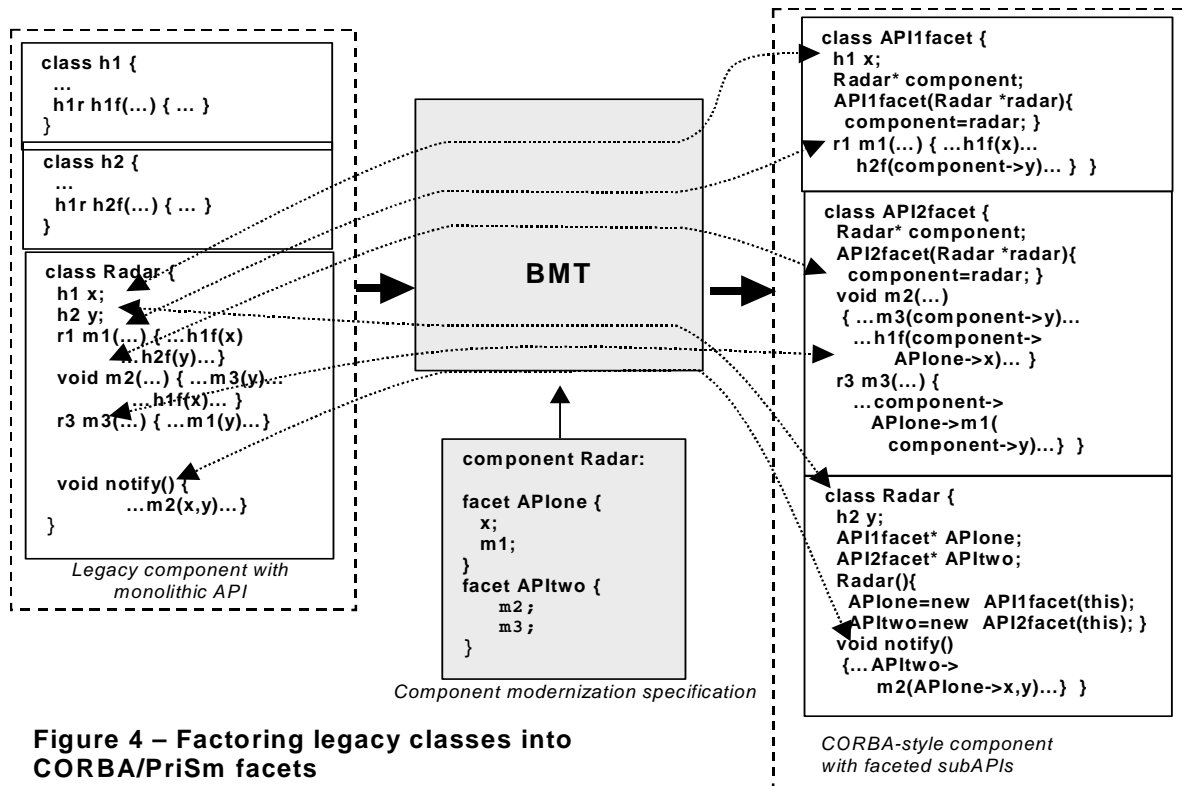 class h1 {
...
h1r h1f(...) { ... }
}
class h2 {
...
h1r h2f(...) { ... }
}
class Radar {
h1 x;
h2 y;
r1 m1(...) { ...h1f(x)
...h2f(y)...}
void m2(...) { ...m3(y)...
...h1f(x)... }
r3 m3(...) { ...m1(y)...}
void notify() {
...m2(x,y)...}
}
Legacy component with
monolithic API
BMT
component Radar:
facet APIone {
x;
m1;
}
facet APItwo {
m2;
m3;
}
Component modernization specification
class API1facet {
h1 x;
Radar* component;
API1facet(Radar *radar){
component=radar; }
r1 m1(...) { ...h1f(x)...
h2f(component->y)... } }
class API2facet {
Radar* component;
API2facet(Radar *radar){
component=radar; }
void m2(...)
{ ...m3(component->y)...
...h1f(component->
APIone->x)... }
r3 m3(...) {
...component->
APIone->m1(
component->y)...} }
class Radar {
h2 y;
API1facet* APIone;
API2facet* APItwo;
Radar(){
APIone=new API1facet(this);
APItwo=new API2facet(this); }
void notify()
{...APItwo->
m2(APIone->x,y)...} }
CORBA-style component
with faceted subAPIs
Figure 4 – Factoring legacy classes into
CORBA/PriSm facets